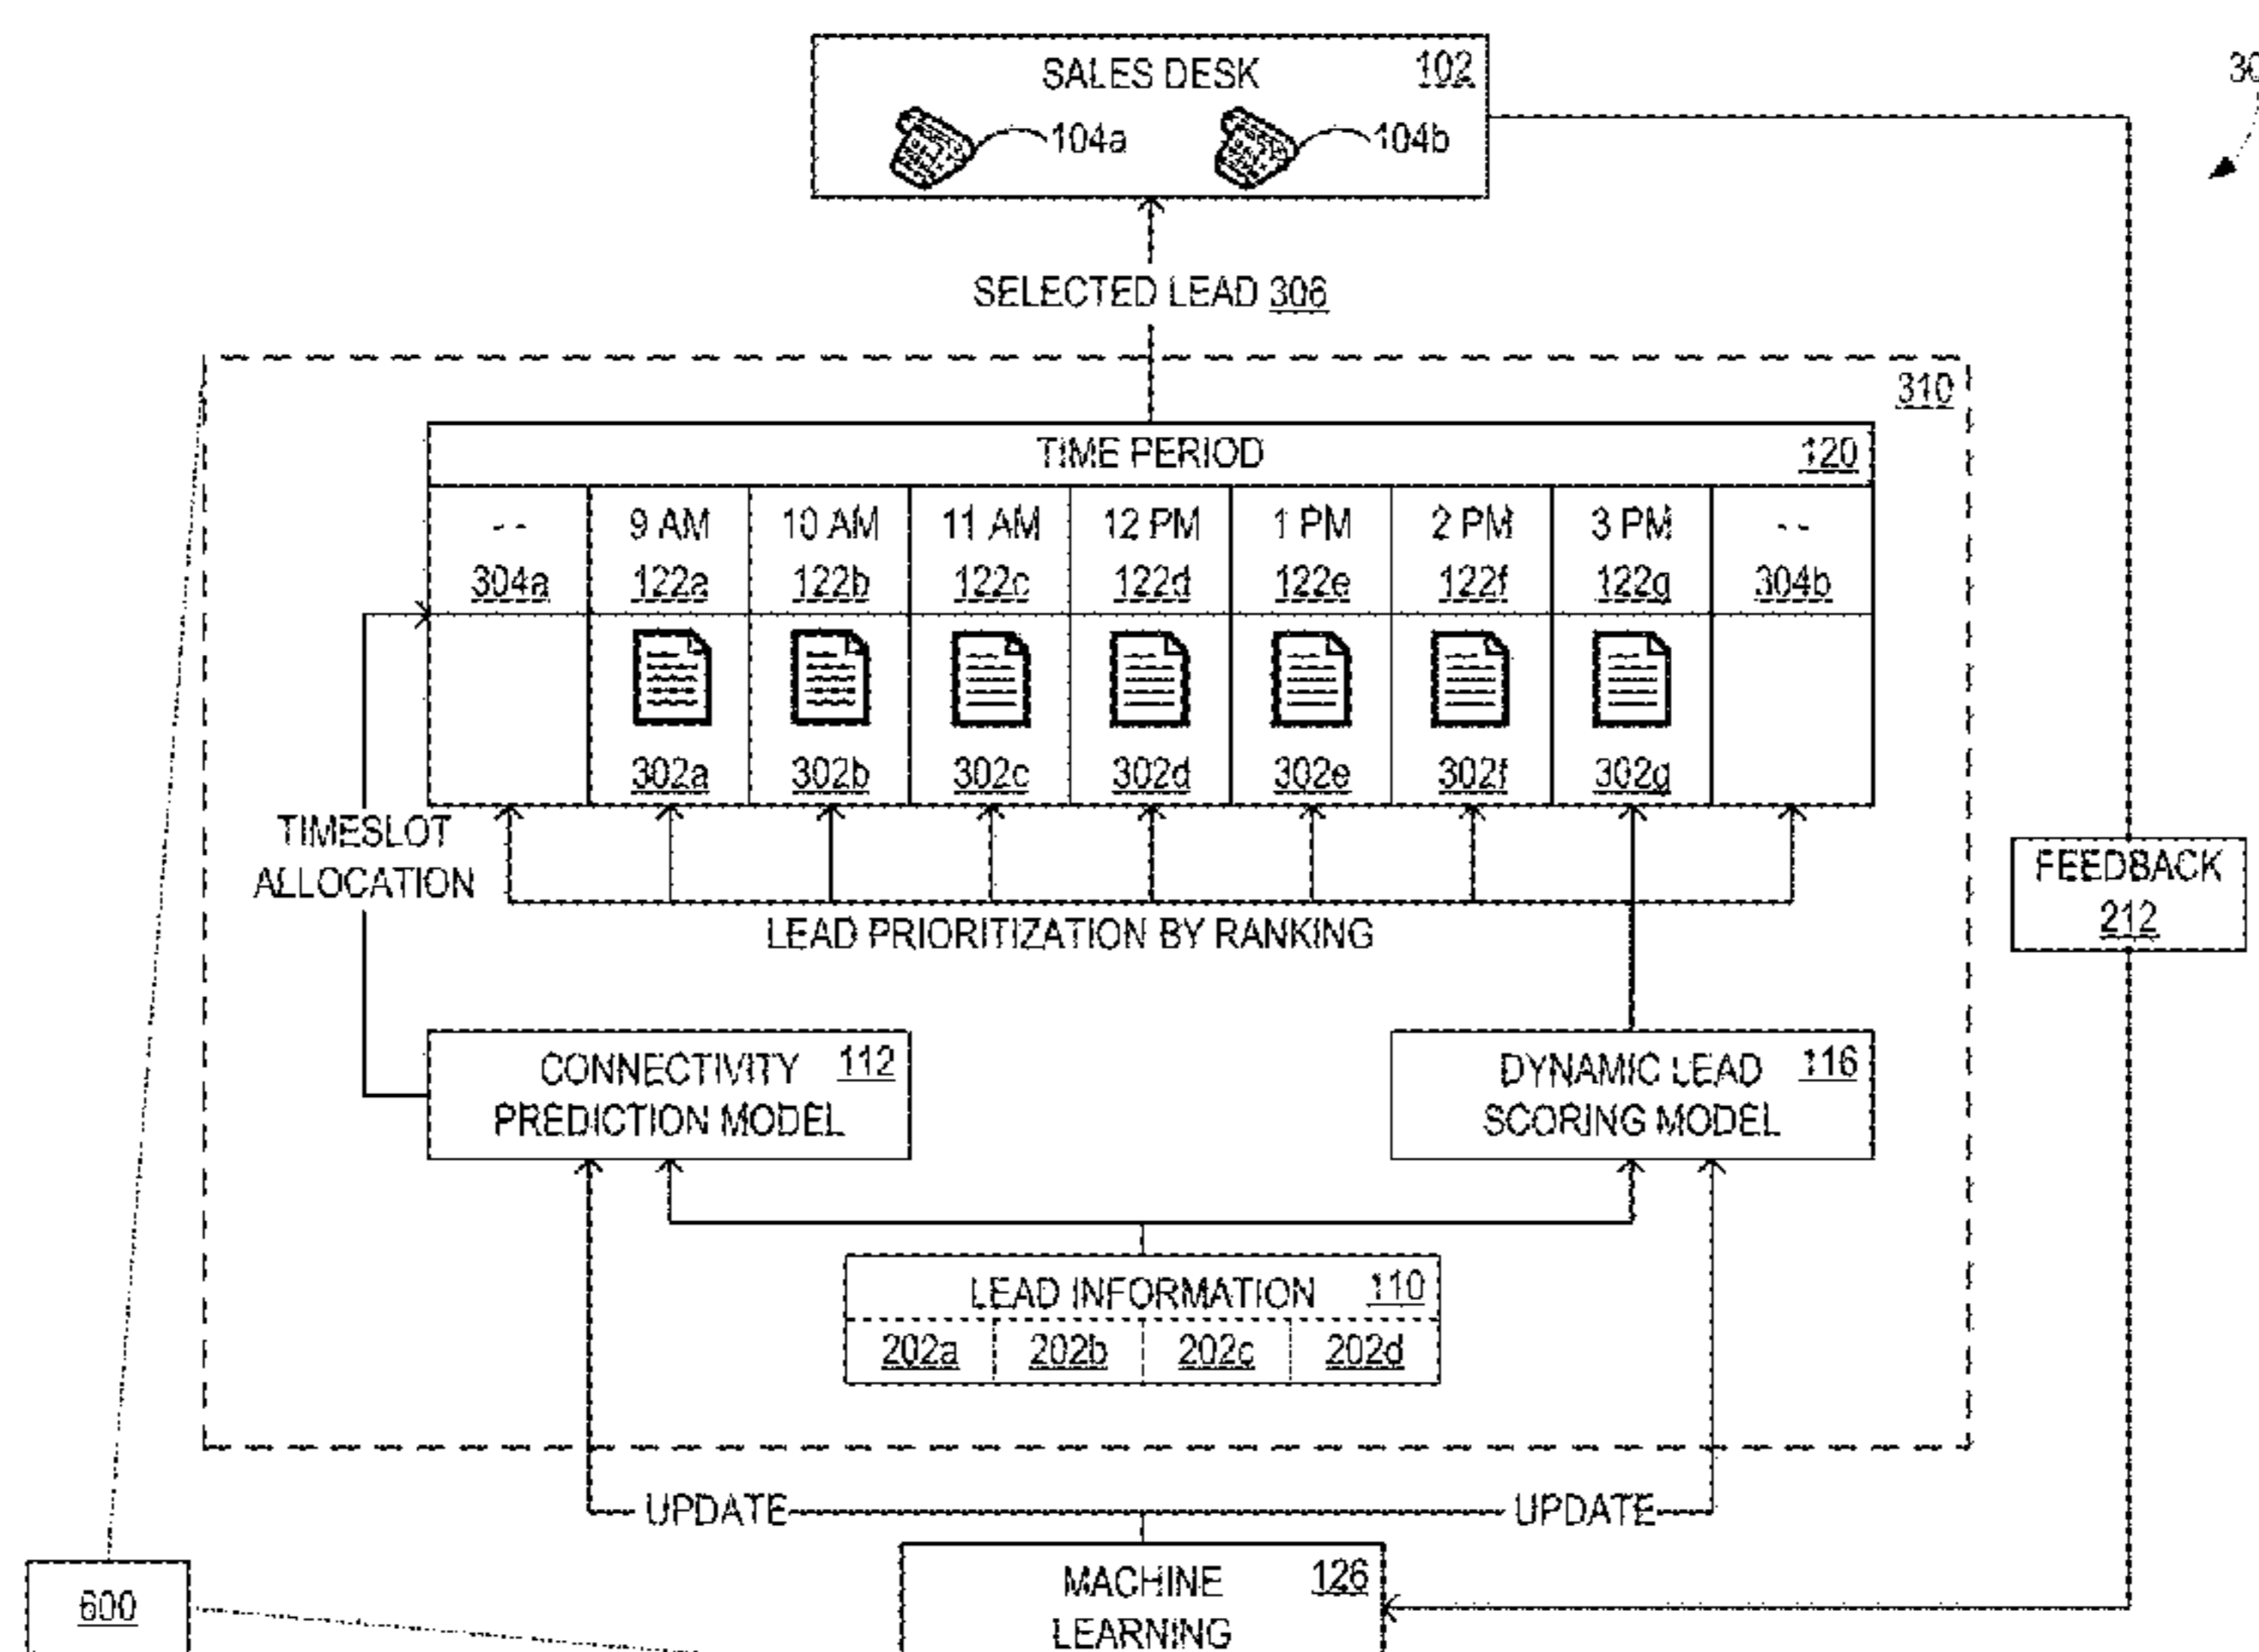 SALES DESK 102
104a 104b
30
SELECTED LEAD 306
310
TIME PERIOD 120
-- 9 AM 10 AM 11 AM 12 PM 1 PM 2 PM 3 PM --
304a 122a 122b 122c 122d 122e 122f 122g 304b
302a 302b 302c 302d 302e 302f 302g
TIMESLOT
ALLOCATION
LEAD PRIORITIZATION BY RANKING
FEEDBACK
212
CONNECTIVITY 112
PREDICTION MODEL
DYNAMIC LEAD 116
SCORING MODEL
LEAD INFORMATION 110
202a 202b 202c 202d
UPDATE UPDATE
MACHINE 126
LEARNING
600